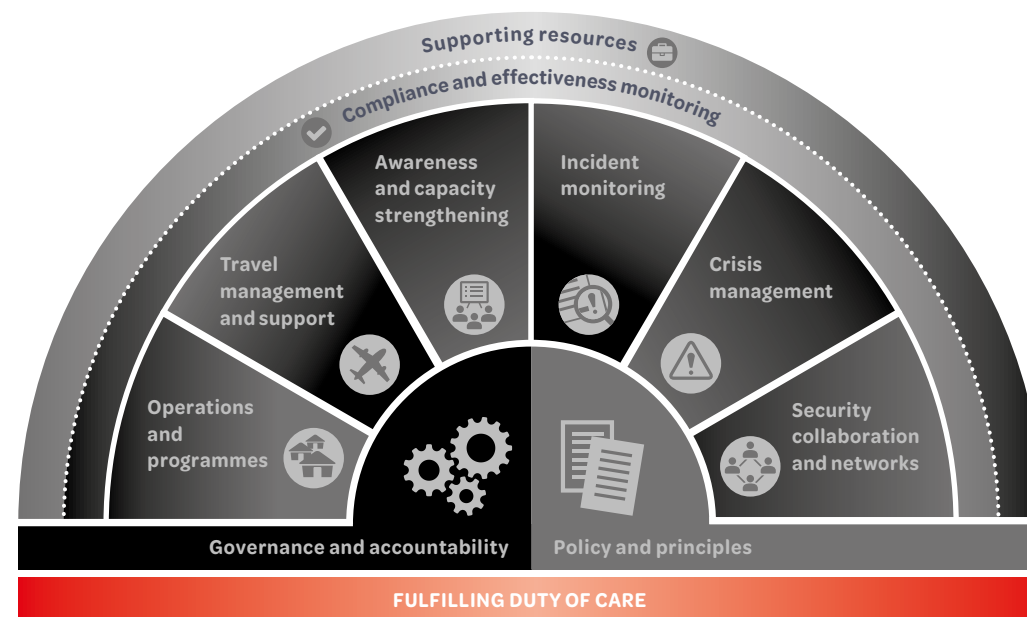 Supporting resources
Compliance and effectiveness monitoring
Awareness
and capacity
strengthening
Incident
monitoring
Travel
management
and support
Crisis
management
Operations
and
programmes
Security
collaboration
and networks
Governance and accountability
Policy and principles
FULFILLING DUTY OF CARE